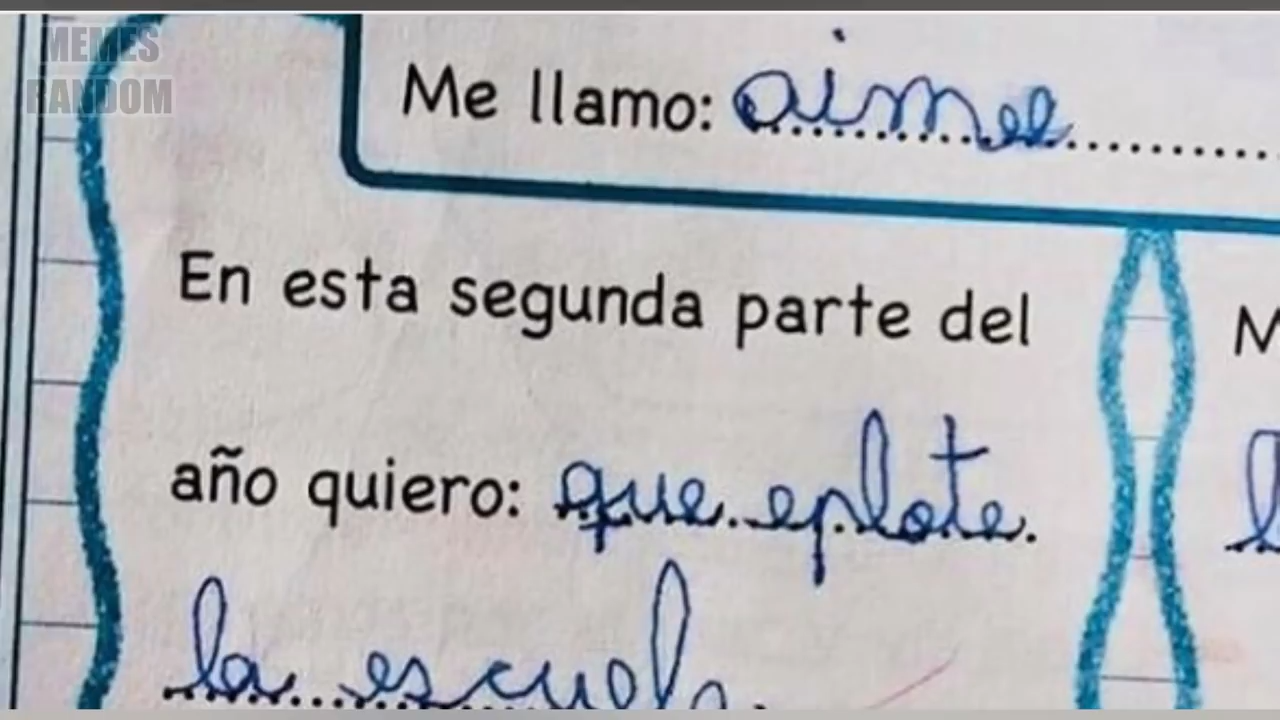 MEMES
RANDOM
Me llamo: aimee
En esta segunda parte del
año quiero: que eplote
la escuela